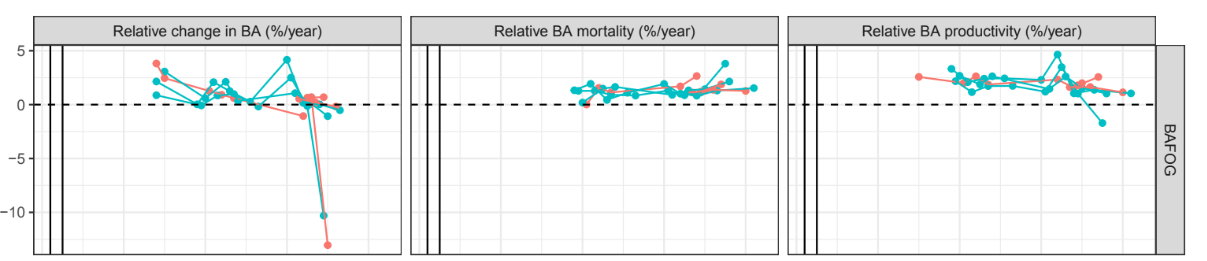 Relative change in BA (%/year)
Relative BA mortality (%/year)
Relative BA productivity (%/year)
5
0
−5
−10
BAFOG